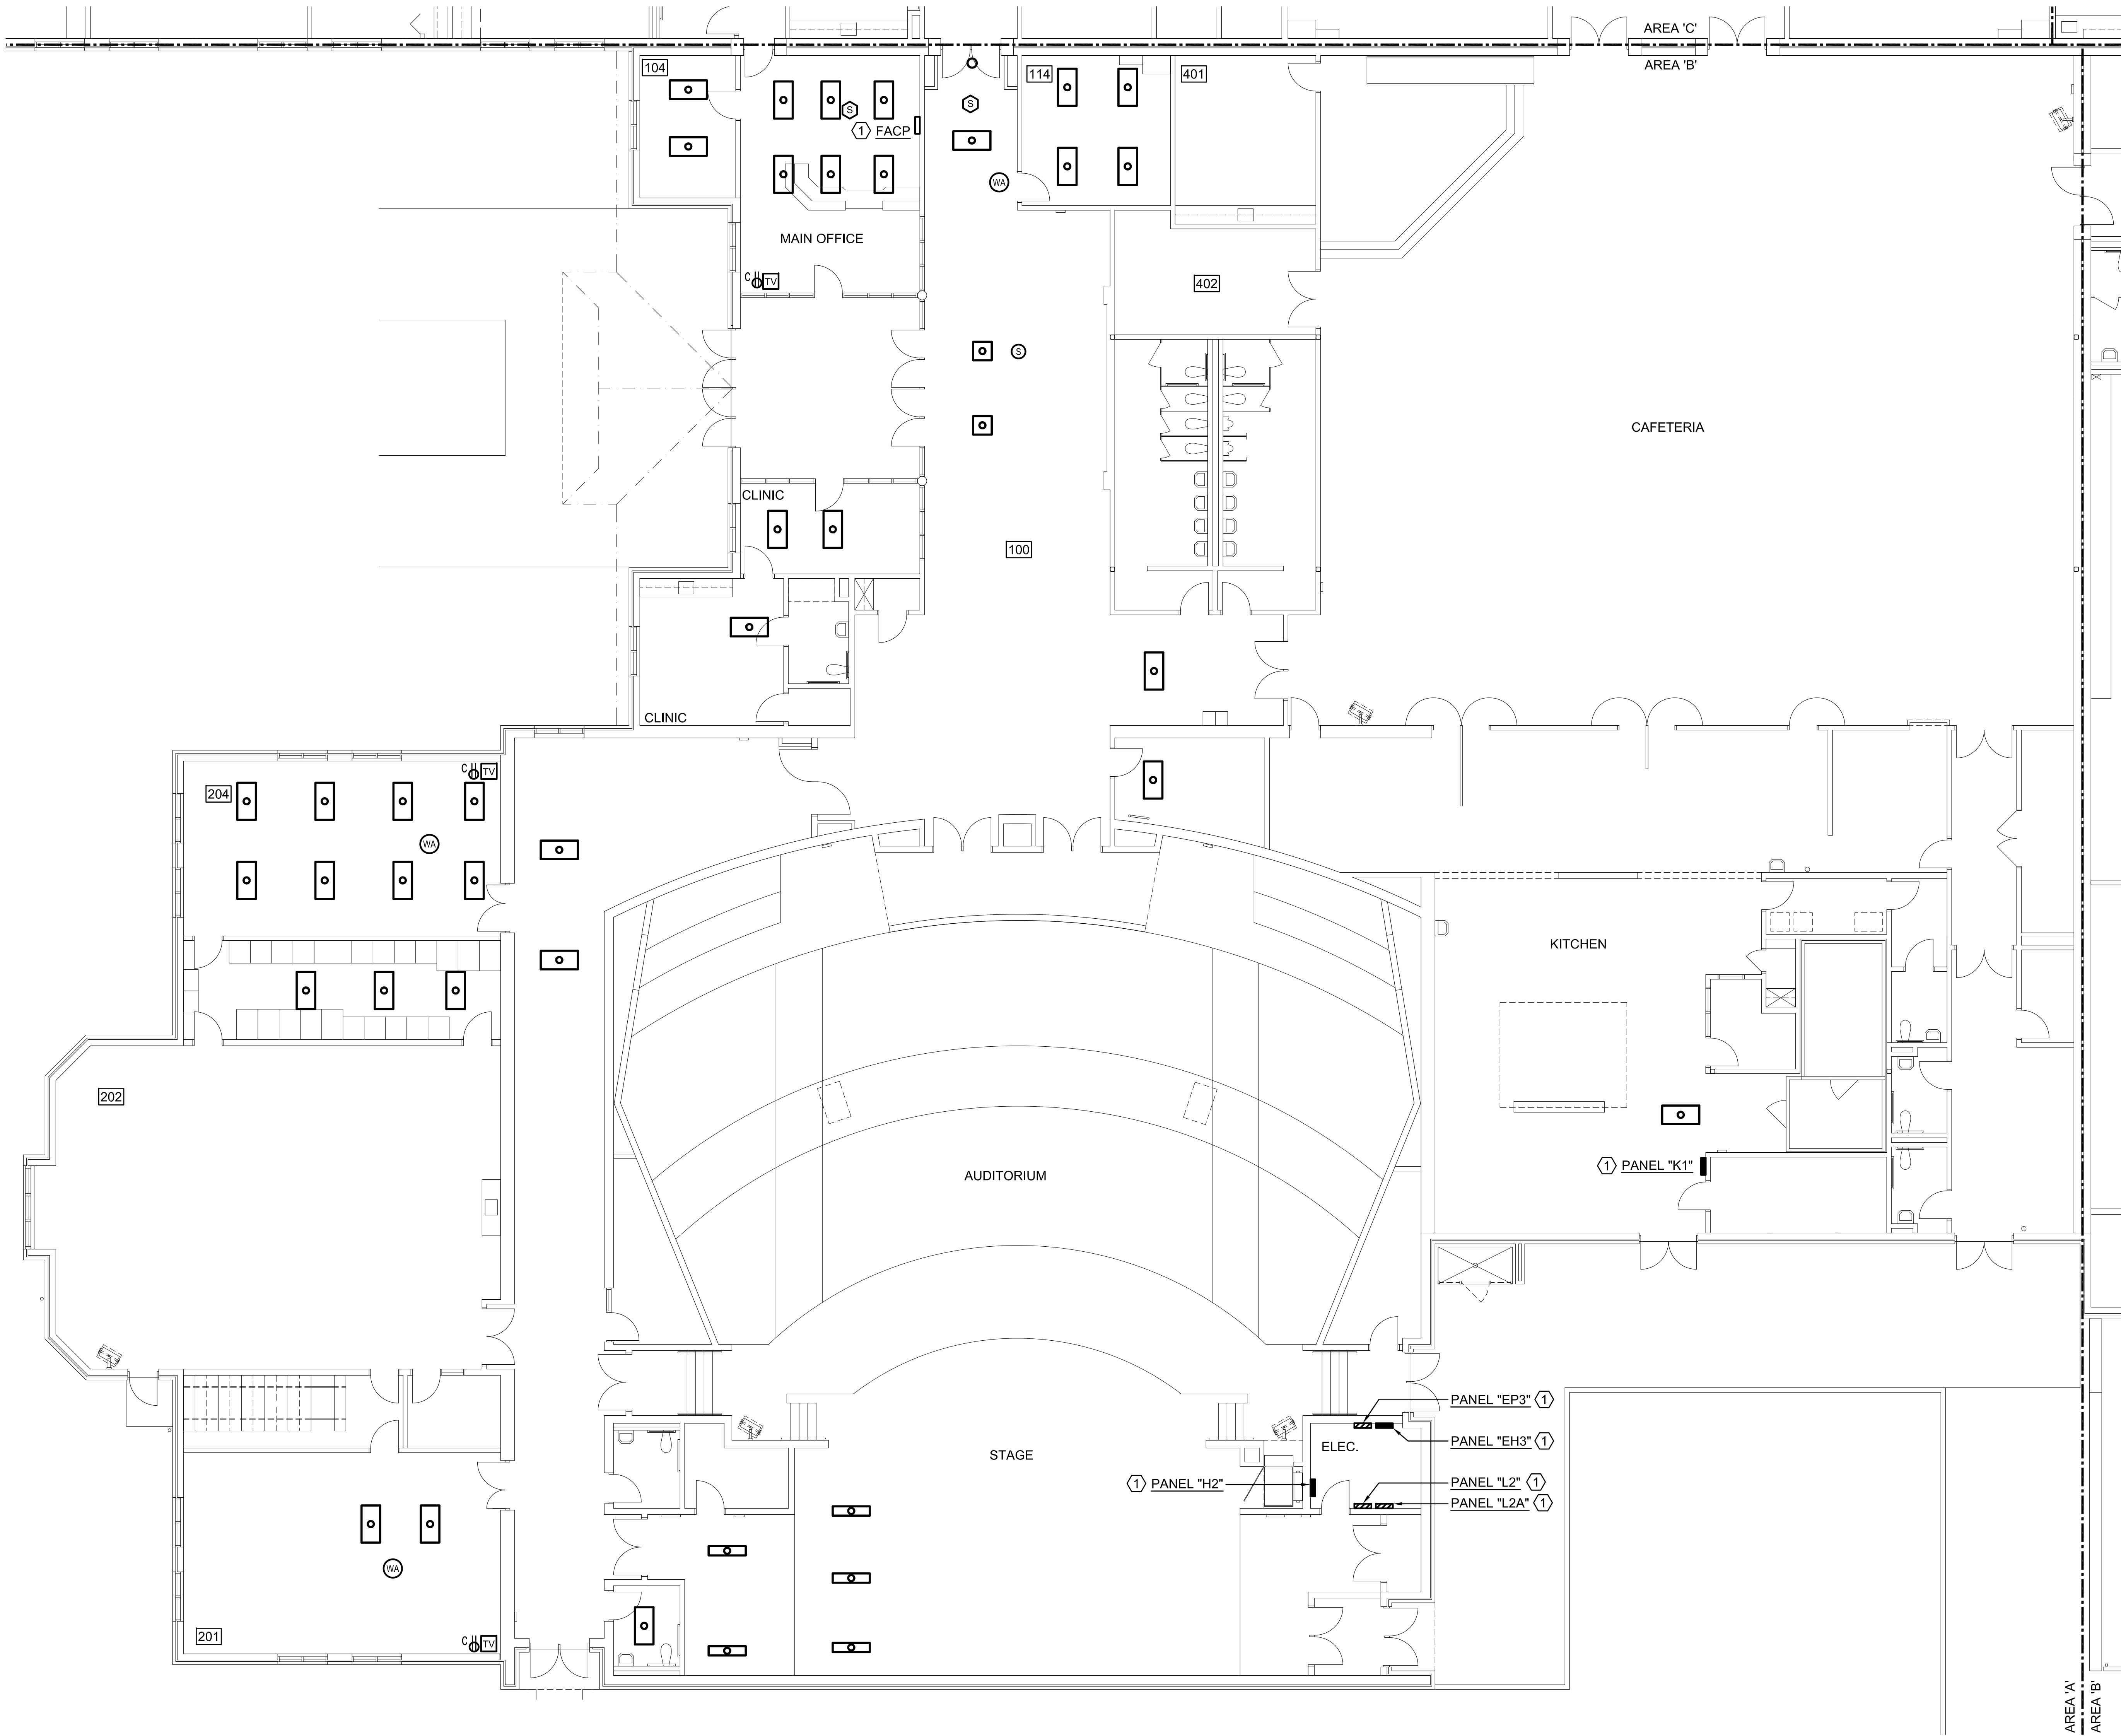 AREA 'C'
AREA 'B'
104
114
401
S
S
1 FACP
WA
MAIN OFFICE
C TV
402
S
CAFETERIA
CLINIC
100
CLINIC
C TV
204
WA
KITCHEN
202
1 PANEL "K1"
AUDITORIUM
PANEL "EP3" 1
PANEL "EH3" 1
ELEC.
STAGE
1 PANEL "H2"
PANEL "L2" 1
PANEL "L2A" 1
WA
201
C TV
AREA 'A'
AREA 'B'